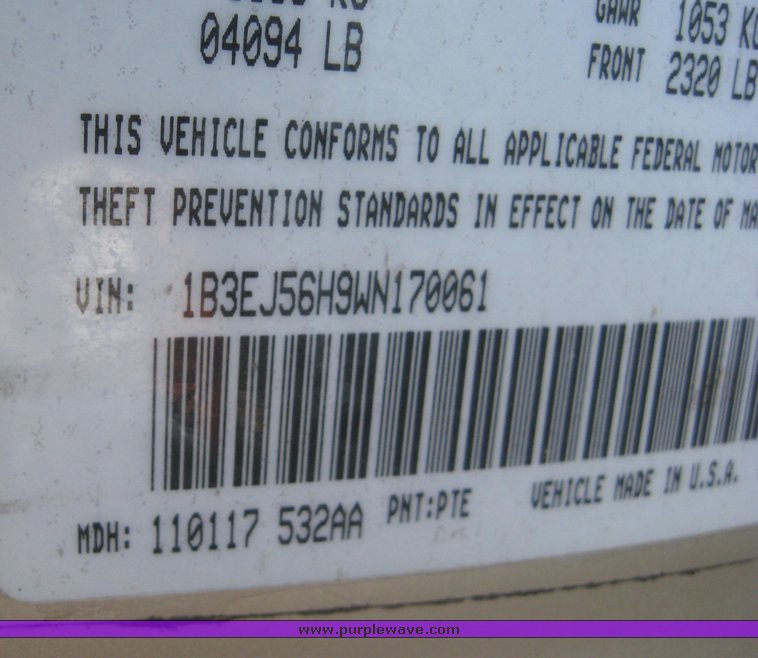 04094 LB
GAWR 1053
FRONT 2320 LB
THIS VEHICLE CONFORMS TO ALL APPLICABLE FEDERAL MOTOR
THEFT PREVENTION STANDARDS IN EFFECT ON THE DATE OF
VIN: 1B3EJ56H9WN170061
MDH: 110117 532AA PNT:PTE VEHICLE MADE IN U.S.A.
www.purplewave.com